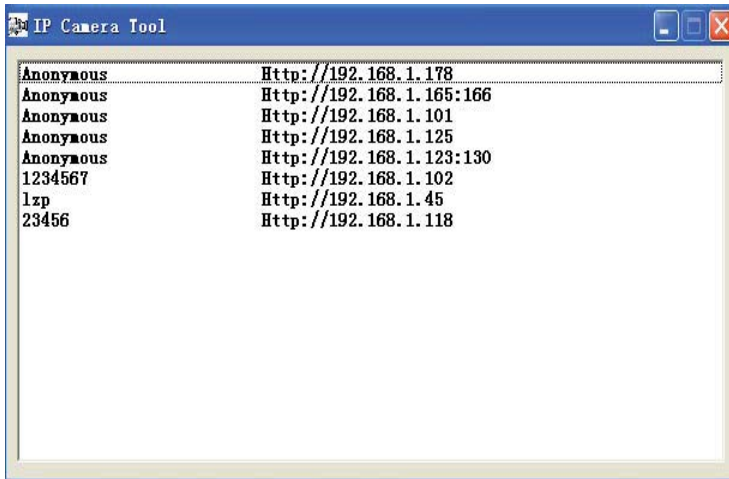 IP Camera Tool
Anonymous Http://192.168.1.178
Anonymous Http://192.168.1.165:166
Anonymous Http://192.168.1.101
Anonymous Http://192.168.1.125
Anonymous Http://192.168.1.123:130
1234567 Http://192.168.1.102
lzp Http://192.168.1.45
23456 Http://192.168.1.118